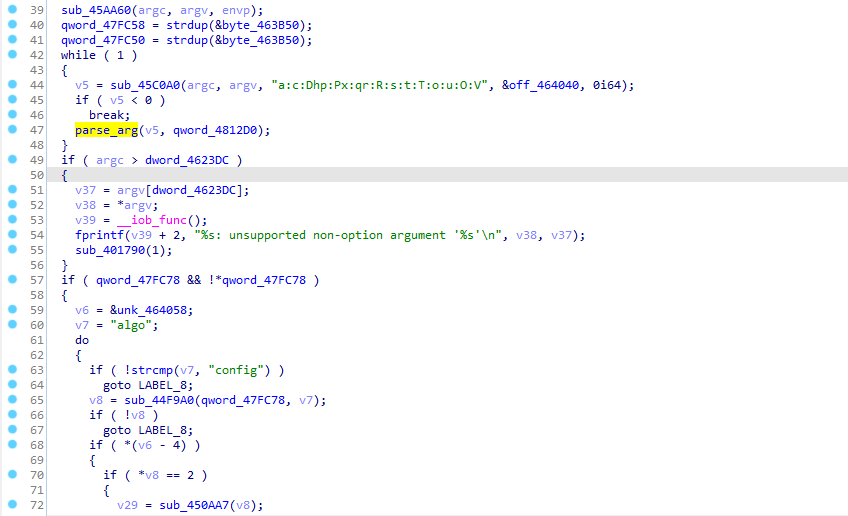 39 sub_45AA60(argc, argv, envp);
40 qword_47FC58 = strdup(&byte_463B50);
41 qword_47FC50 = strdup(&byte_463B50);
42 while ( 1 )
43 {
44 v5 = sub_45C0A0(argc, argv, "a:c:Dhp:Px:qr:R:s:t:T:o:u:O:V", &off_464040, 0i64);
45 if ( v5 < 0 )
46 break;
47 parse_arg(v5, qword_4812D0);
48 }
49 if ( argc > dword_4623DC )
50 {
51 v37 = argv[dword_4623DC];
52 v38 = *argv;
53 v39 = __iob_func();
54 fprintf(v39 + 2, "%s: unsupported non-option argument '%s'\n", v38, v37);
55 sub_401790(1);
56 }
57 if ( qword_47FC78 && !*qword_47FC78 )
58 {
59 v6 = &unk_464058;
60 v7 = "algo";
61 do
62 {
63 if ( !strcmp(v7, "config") )
64 goto LABEL_8;
65 v8 = sub_44F9A0(qword_47FC78, v7);
66 if ( !v8 )
67 goto LABEL_8;
68 if ( *(v6 - 4) )
69 {
70 if ( *v8 == 2 )
71 {
72 v29 = sub_450AA7(v8);